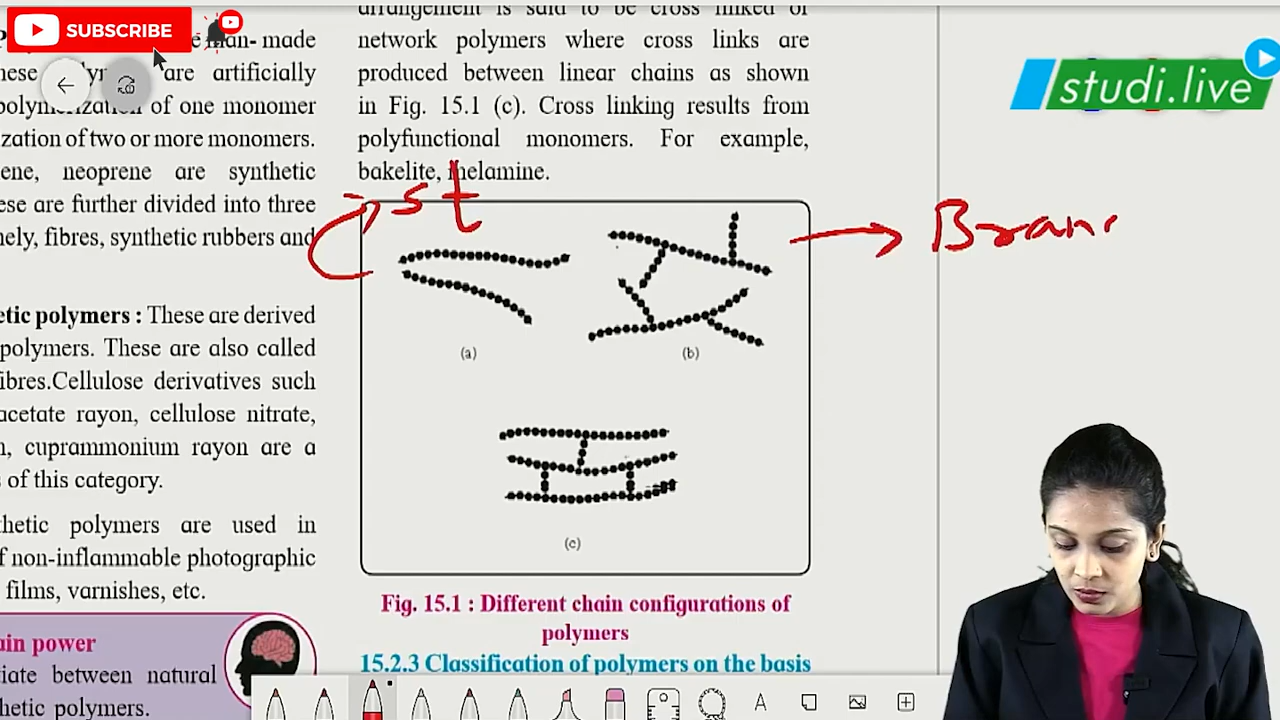 SUBSCRIBE
man- made
are artificially
of one monomer
ization of two or more monomers.
ene, neoprene are synthetic
ese are further divided into three
nely, fibres, synthetic rubbers and
etic polymers : These are derived
polymers. These are also called
fibres.Cellulose derivatives such
acetate rayon, cellulose nitrate,
n, cuprammonium rayon are a
s of this category.
thetic polymers are used in
f non-inflammable photographic
films, varnishes, etc.
ain power
tiate between natural
thetic polymers.
arrangement is said to be cross linked or
network polymers where cross links are
produced between linear chains as shown
in Fig. 15.1 (c). Cross linking results from
polyfunctional monomers. For example,
bakelite, melamine.
st
(a)
(b)
(c)
Fig. 15.1 : Different chain configurations of
polymers
15.2.3 Classification of polymers on the basis
Bran
studi.live
A